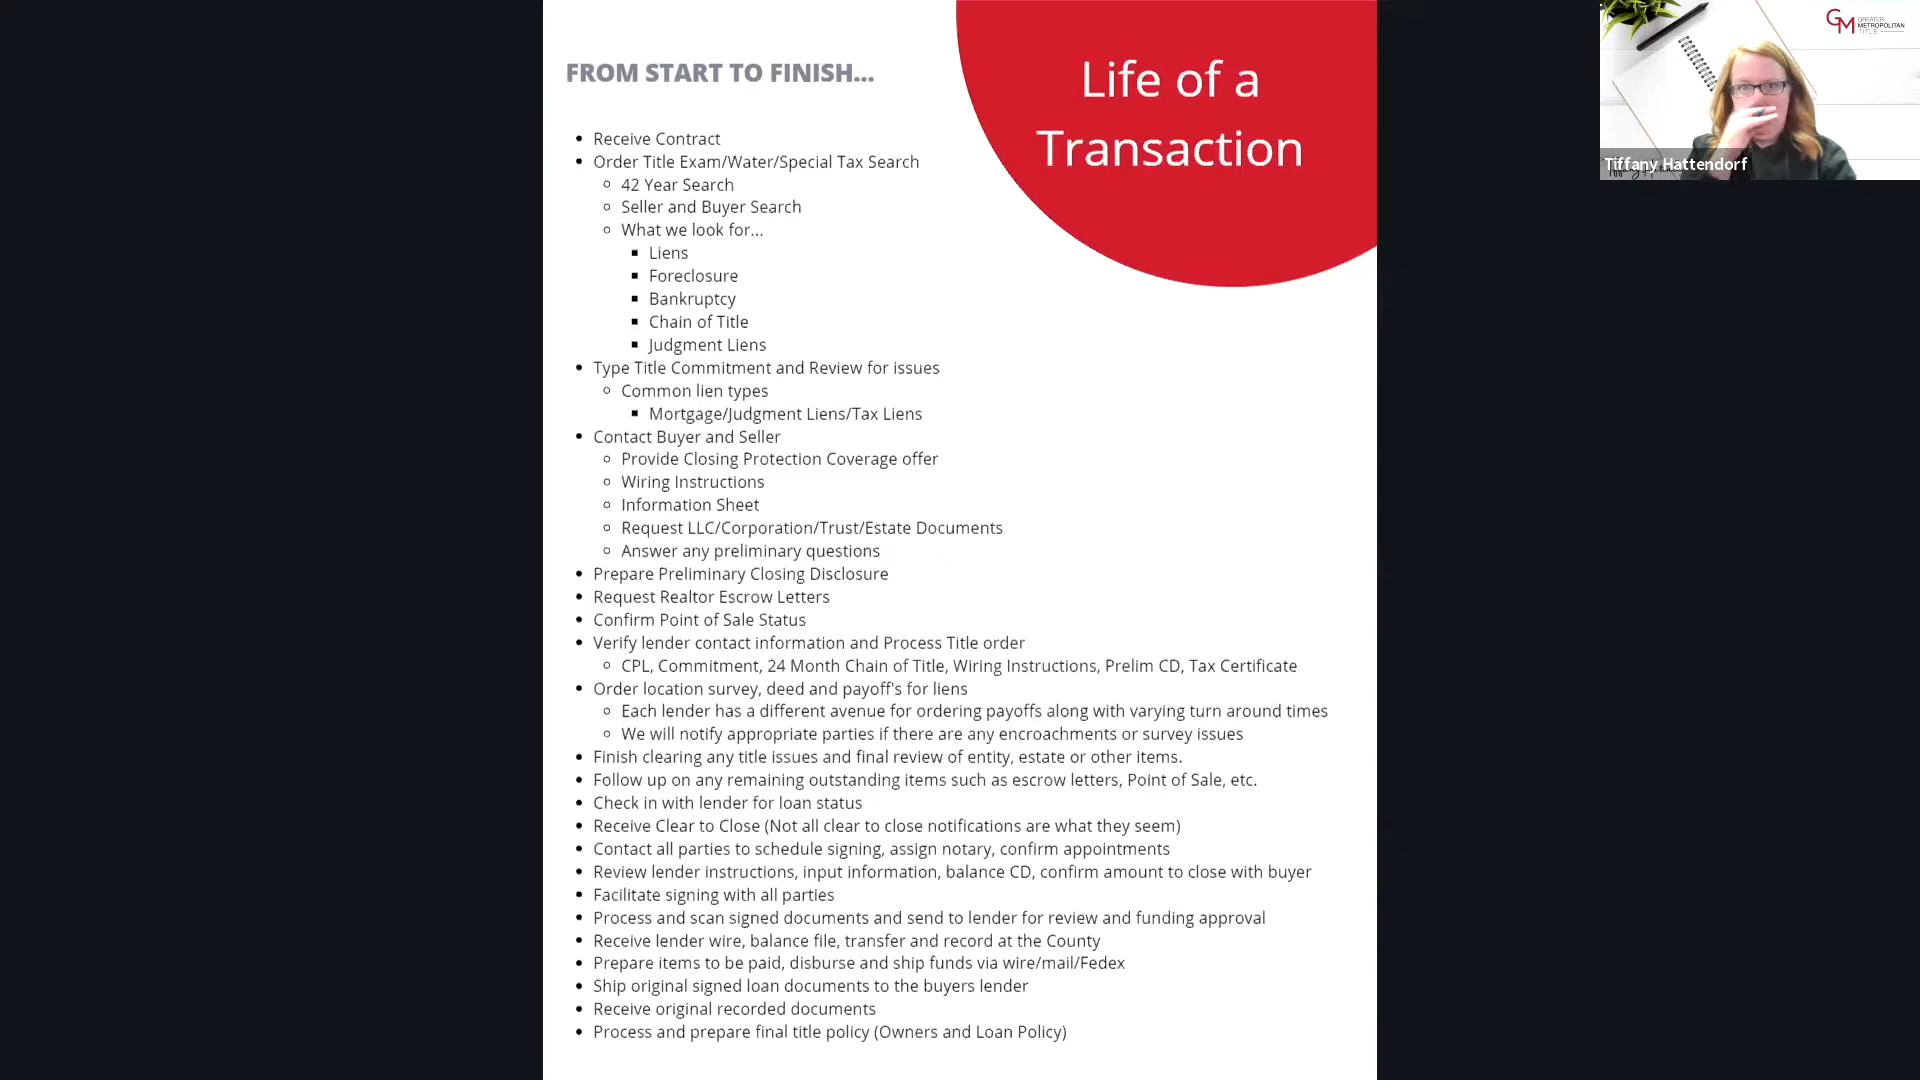 FROM START TO FINISH...
Life of a
Transaction
Receive Contract
Order Title Exam/Water/Special Tax Search
42 Year Search
Seller and Buyer Search
What we look for...
Liens
Foreclosure
Bankruptcy
Chain of Title
Judgment Liens
Type Title Commitment and Review for issues
Common lien types
Mortgage/Judgment Liens/Tax Liens
Contact Buyer and Seller
Provide Closing Protection Coverage offer
Wiring Instructions
Information Sheet
Request LLC/Corporation/Trust/Estate Documents
Answer any preliminary questions
Prepare Preliminary Closing Disclosure
Request Realtor Escrow Letters
Confirm Point of Sale Status
Verify lender contact information and Process Title order
CPL, Commitment, 24 Month Chain of Title, Wiring Instructions, Prelim CD, Tax Certificate
Order location survey, deed and payoff's for liens
Each lender has a different avenue for ordering payoffs along with varying turn around times
We will notify appropriate parties if there are any encroachments or survey issues
Finish clearing any title issues and final review of entity, estate or other items.
Follow up on any remaining outstanding items such as escrow letters, Point of Sale, etc.
Check in with lender for loan status
Receive Clear to Close (Not all clear to close notifications are what they seem)
Contact all parties to schedule signing, assign notary, confirm appointments
Review lender instructions, input information, balance CD, confirm amount to close with buyer
Facilitate signing with all parties
Process and scan signed documents and send to lender for review and funding approval
Receive lender wire, balance file, transfer and record at the County
Prepare items to be paid, disburse and ship funds via wire/mail/Fedex
Ship original signed loan documents to the buyers lender
Receive original recorded documents
Process and prepare final title policy (Owners and Loan Policy)
GM
GREATER
METROPOLITAN
TITLE
Tiffany Hattendorf